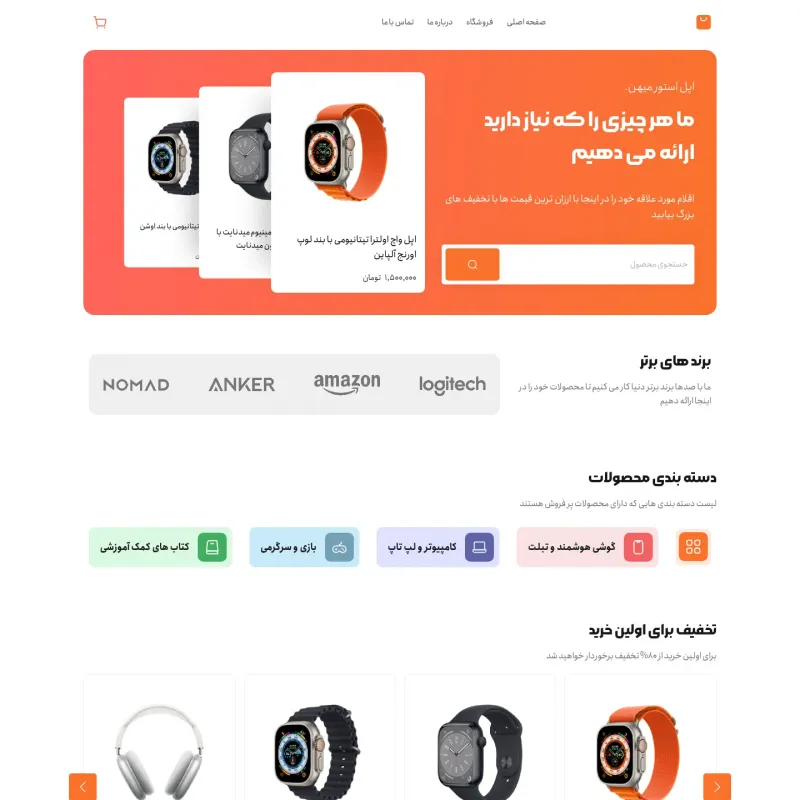 صفحه اصلی
فروشگاه
درباره ما
تماس با ما
اپل استور میهن.
ما هر چیزی را که نیاز دارید
ارائه می دهیم
اقلام مورد علاقه خود را در اینجا با ارزان ترین قیمت ها با تخفیف های
بزرگ بیابید
جستجوی محصول
اپل واچ اولترا تیتانیومی با بند لوپ
اورنج آلپاین
۱,۵۰۰,۰۰۰ تومان
مینیوم میدنایت با
ون میدنایت
تیتانیومی با بند اوشن
برند های برتر
ما با صدها برند برتر دنیا کار می کنیم تا محصولات خود را در
اینجا ارائه دهیم
logitech
amazon
ANKER
NOMAD
دسته بندی محصولات
لیست دسته بندی هایی که دارای محصولات پر فروش هستند
گوشی هوشمند و تبلت
کامپیوتر و لپ تاپ
بازی و سرگرمی
کتاب های کمک آموزشی
تخفیف برای اولین خرید
برای اولین خرید از ۸۰% تخفیف برخوردار خواهید شد